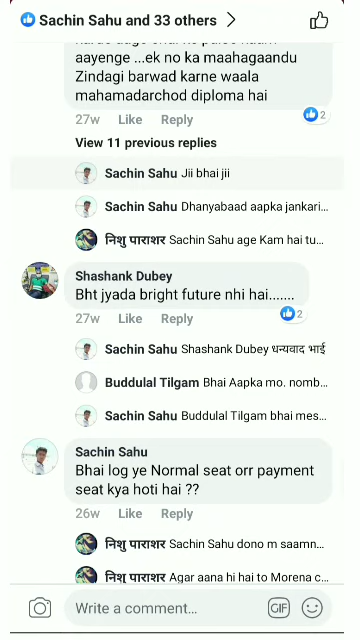 Sachin Sahu and 33 others
aayenge ...ek no ka maahagaandu
Zindagi barwad karne waala
mahamadarchod diploma hai
27w Like Reply 2
View 11 previous replies
Sachin Sahu Jii bhai jii
Sachin Sahu Dhanyabaad aapka jankari...
निशु पाराशर Sachin Sahu age Kam hai tu...
Shashank Dubey
Bht jyada bright future nhi hai.......
27w Like Reply 2
Sachin Sahu Shashank Dubey धन्यवाद भाई
Buddulal Tilgam Bhai Aapka mo. nomb...
Sachin Sahu Buddulal Tilgam bhai mes...
Sachin Sahu
Bhai log ye Normal seat orr payment
seat kya hoti hai ??
26w Like Reply
निशु पाराशर Sachin Sahu dono m saamn...
निशु पाराशर Agar aana hi hai to Morena c...
Write a comment... GIF